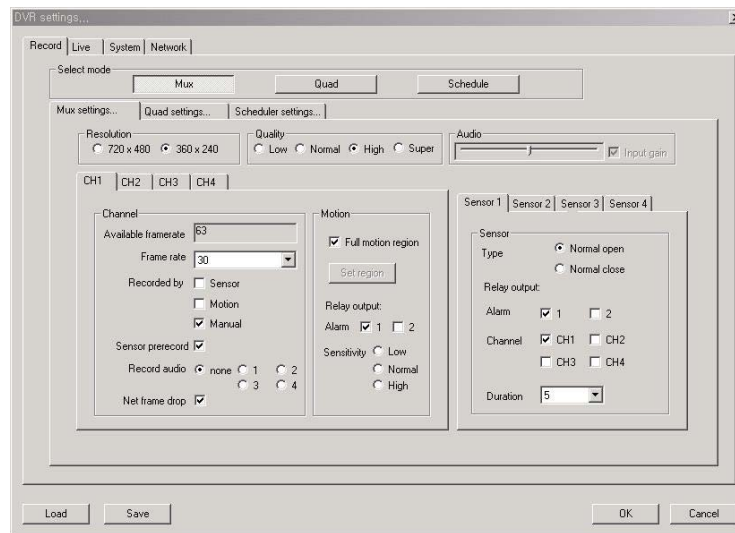 DVR settings...
Record Live System Network
Select mode
Mux Quad Schedule
Mux settings... Quad settings... Scheduler settings...
Resolution
720 x 480 360 x 240
Quality
Low Normal High Super
Audio
Input gain
CH1 CH2 CH3 CH4
Channel
Available framerate 63
Frame rate 30
Recorded by Sensor
Motion
Manual
Sensor prerecord
Record audio none 1 2
3 4
Net frame drop
Motion
Full motion region
Set region
Relay output:
Alarm 1 2
Sensitivity Low
Normal
High
Sensor 1 Sensor 2 Sensor 3 Sensor 4
Sensor
Type Normal open
Normal close
Relay output:
Alarm 1 2
Channel CH1 CH2
CH3 CH4
Duration 5
Load Save OK Cancel